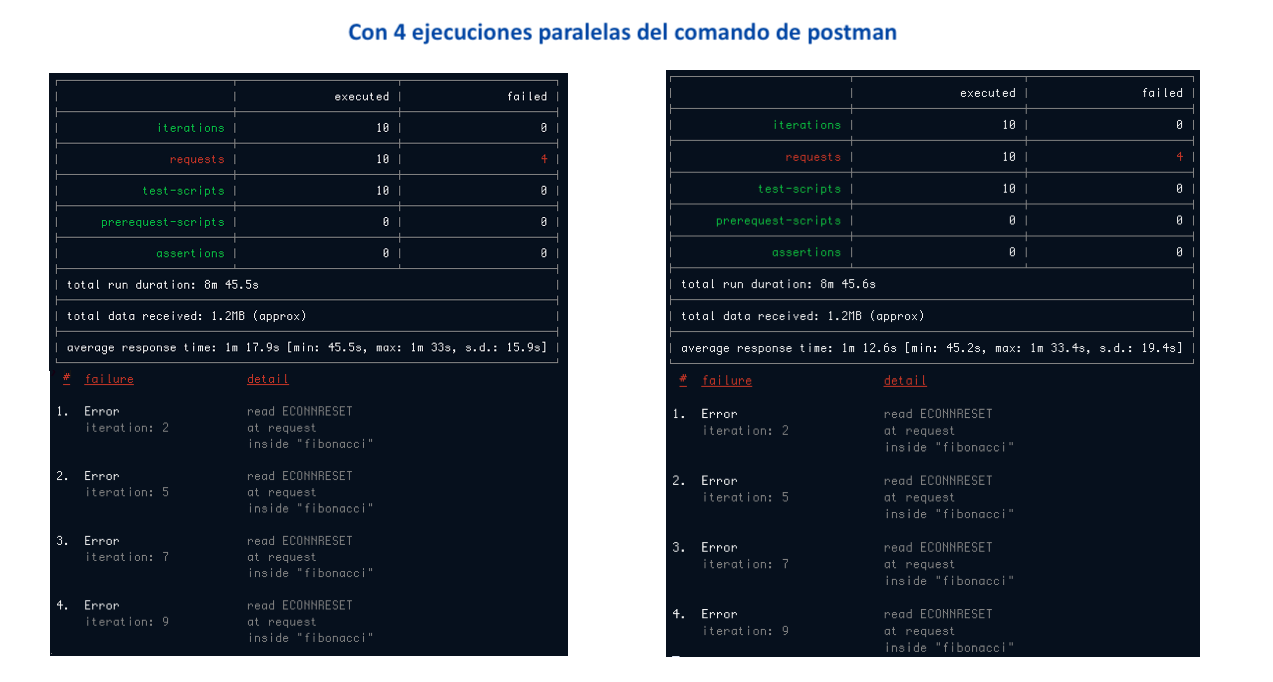 Con 4 ejecuciones paralelas del comando de postman
executed | failed
iterations | 10 | 0
requests | 10 | 4
test-scripts | 10 | 0
prerequest-scripts | 0 | 0
assertions | 0 | 0
total run duration: 8m 45.5s
total data received: 1.2MB (approx)
average response time: 1m 17.9s [min: 45.5s, max: 1m 33s, s.d.: 15.9s]
# failure detail
1. Error read ECONNRESET
iteration: 2 at request
inside "fibonacci"
2. Error read ECONNRESET
iteration: 5 at request
inside "fibonacci"
3. Error read ECONNRESET
iteration: 7 at request
inside "fibonacci"
4. Error read ECONNRESET
iteration: 9 at request
inside "fibonacci"
executed | failed
iterations | 10 | 0
requests | 10 | 4
test-scripts | 10 | 0
prerequest-scripts | 0 | 0
assertions | 0 | 0
total run duration: 8m 45.6s
total data received: 1.2MB (approx)
average response time: 1m 12.6s [min: 45.2s, max: 1m 33.4s, s.d.: 19.4s]
# failure detail
1. Error read ECONNRESET
iteration: 2 at request
inside "fibonacci"
2. Error read ECONNRESET
iteration: 5 at request
inside "fibonacci"
3. Error read ECONNRESET
iteration: 7 at request
inside "fibonacci"
4. Error read ECONNRESET
iteration: 9 at request
inside "fibonacci"